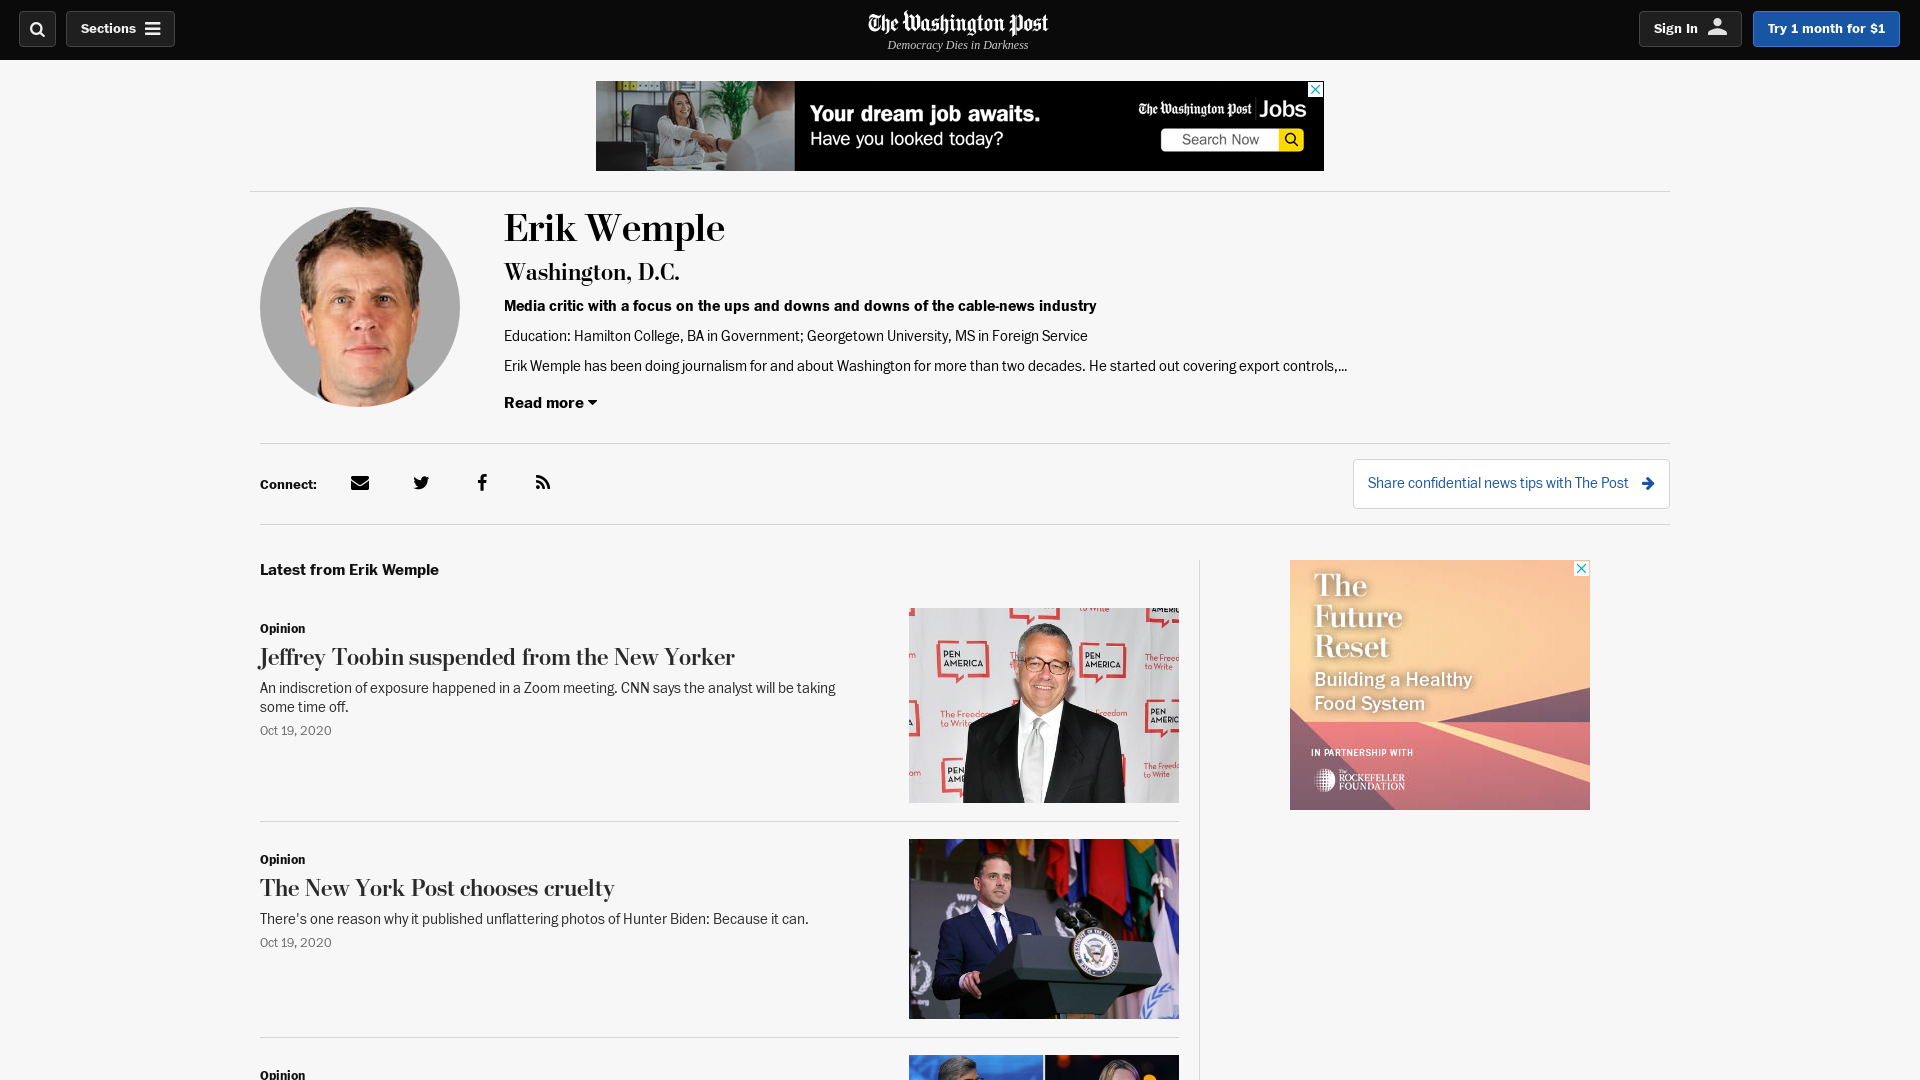 Sections
The Washington Post
Democracy Dies in Darkness
Sign In
Try 1 month for $1
Your dream job awaits.
Have you looked today?
The Washington Post Jobs
Search Now
Erik Wemple
Washington, D.C.
Media critic with a focus on the ups and downs and downs of the cable-news industry
Education: Hamilton College, BA in Government; Georgetown University, MS in Foreign Service
Erik Wemple has been doing journalism for and about Washington for more than two decades. He started out covering export controls,...
Read more
Connect:
Share confidential news tips with The Post
Latest from Erik Wemple
Opinion
Jeffrey Toobin suspended from the New Yorker
An indiscretion of exposure happened in a Zoom meeting. CNN says the analyst will be taking
some time off.
Oct 19, 2020
PEN
AMERICA
PEN
AMERICA
The Freedom
to Write
The
Future
Reset
Building a Healthy
Food System
IN PARTNERSHIP WITH
The
ROCKEFELLER
FOUNDATION
Opinion
The New York Post chooses cruelty
There's one reason why it published unflattering photos of Hunter Biden: Because it can.
Oct 19, 2020
WFP
Opinion